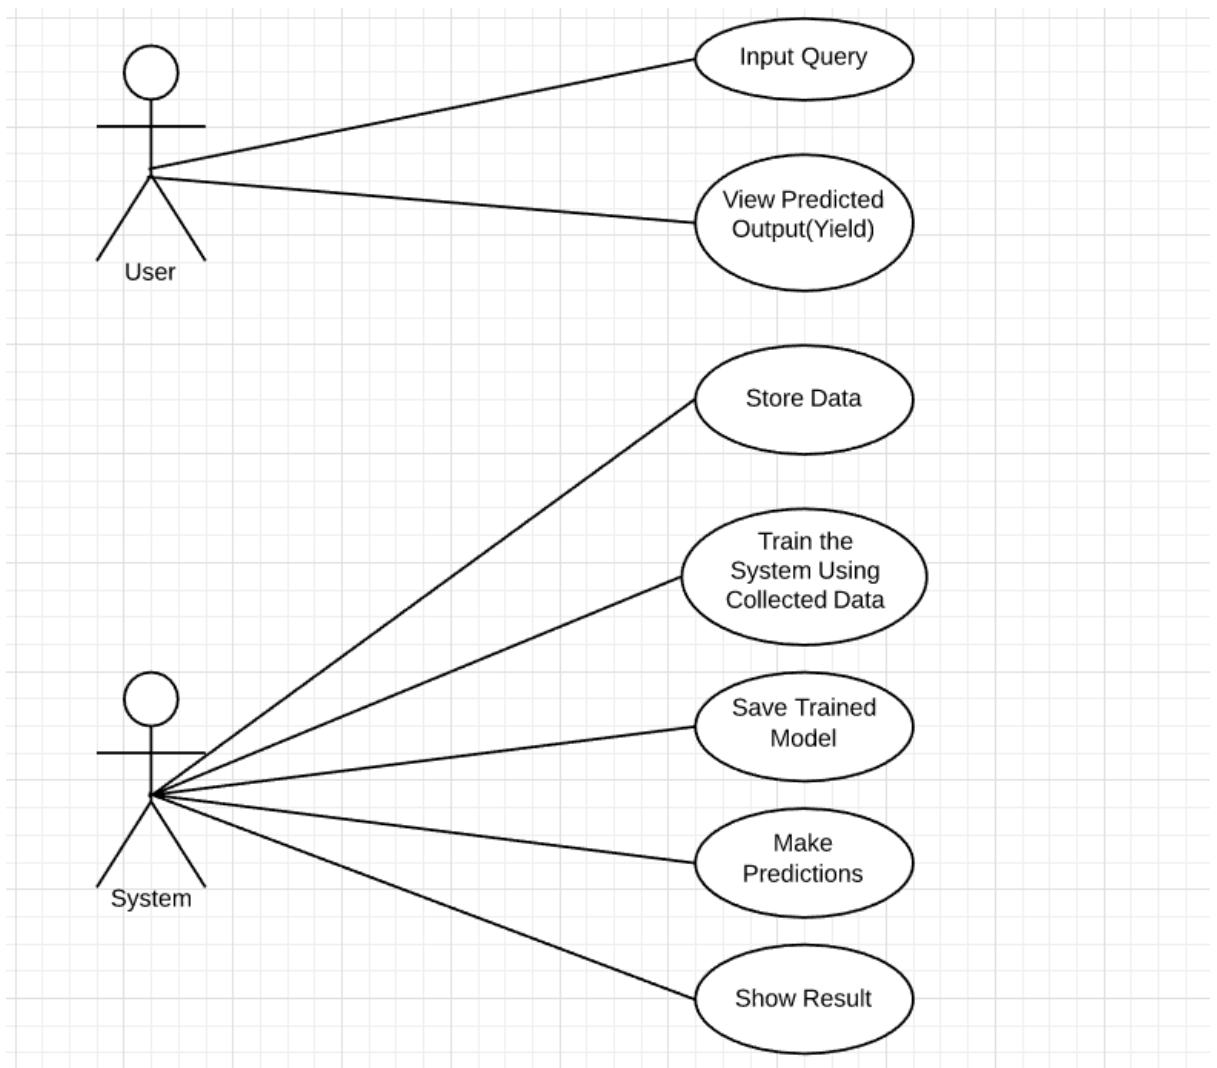 Input Query
View Predicted
Output(Yield)
User
Store Data
Train the
System Using
Collected Data
Save Trained
Model
Make
Predictions
System
Show Result